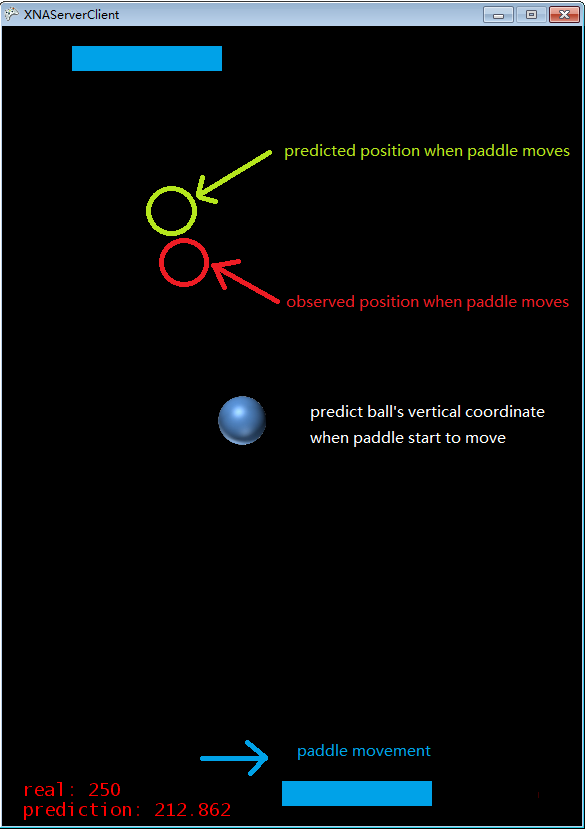 XNAServerClient
predicted position when paddle moves
observed position when paddle moves
predict ball's vertical coordinate
when paddle start to move
paddle movement
real: 250
prediction: 212.862